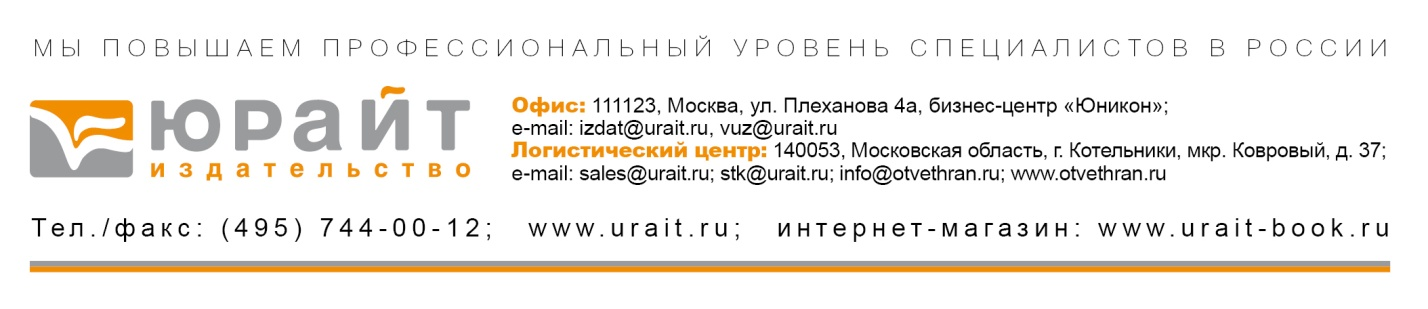 МЫ ПОВЫШАЕМ ПРОФЕССИОНАЛЬНЫЙ УРОВЕНЬ СПЕЦИАЛИСТОВ В РОССИИ
ЮРАЙТ
издательство
Офис: 111123, Москва, ул. Плеханова 4а, бизнес-центр «Юникон»;
e-mail: izdat@urait.ru, vuz@urait.ru
Логистический центр: 140053, Московская область, г. Котельники, мкр. Ковровый, д. 37;
e-mail: sales@urait.ru; stk@urait.ru; info@otvethran.ru; www.otvethran.ru
Тел./факс: (495) 744-00-12; www.urait.ru; интернет-магазин: www.urait-book.ru